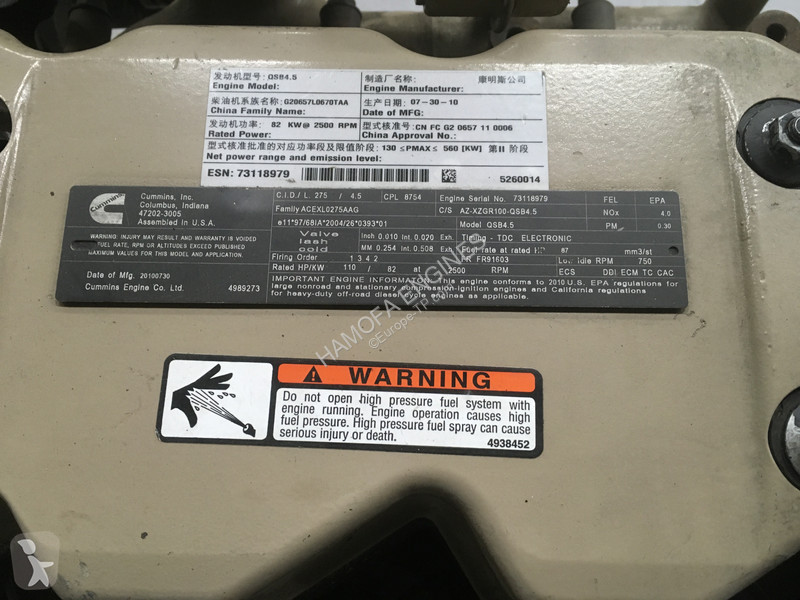 发动机型号: QSB4.5 制造厂名称: 康明斯公司
Engine Model: Engine Manufacturer:
柴油机系族名称: G20657L0670TAA 生产日期: 07-30-10
China Family Name: Date of MFG:
发动机功率: 82 KW@ 2500 RPM 型式核准号: CN FC G2 0657 11 0006
Rated Power: China Approval No.:
型式核准批准的对应功率段及限值阶段: 130 ≤PMAX≤ 560 [KW] 第II 阶段
Net power range and emission level:
ESN: 73118979 5260014
Cummins
Cummins, Inc.
Columbus, Indiana
47202-3005
Assembled in U.S.A.
WARNING: INJURY MAY RESULT AND WARRANTY IS VOIDED
IF FUEL RATE, RPM OR ALTITUDES EXCEED PUBLISHED
MAXIMUM VALUES FOR THIS MODEL AND APPLICATION
Date of Mfg. 20100730
Cummins Engine Co. Ltd. 4989273
C.I.D./L. 275 / 4.5 CPL 8754 Engine Serial No. 73118979 FEL EPA
Family ACEXL0275AAG C/S AZ-XZGR100-QSB4.5 NOx 4.0
e11*97/68IA*2004/26*0393*01 Model QSB4.5 PM 0.30
Valve Inch 0.010 Int. 0.020 Exh. TDC ELECTRONIC
lash
cold MM 0.254 Int. 0.508 Exh. Fuel rate at rated HP 87 mm3/st
Firing Order 1 3 4 2 FR FR91603 Low Idle RPM 750
Rated HP/KW 110 / 82 at 2500 RPM ECS DDI ECM TC CAC
IMPORTANT ENGINE INFORMATION This engine conforms to 2010 U.S. EPA regulations for
large nonroad and stationary compression-ignition engines and California regulations
for heavy-duty off-road diesel cycle engines as applicable.
HAMOFA ENGINES
WARNING
Do not open high pressure fuel system with
engine running. Engine operation causes high
fuel pressure. High pressure fuel spray can cause
serious injury or death.
4938452